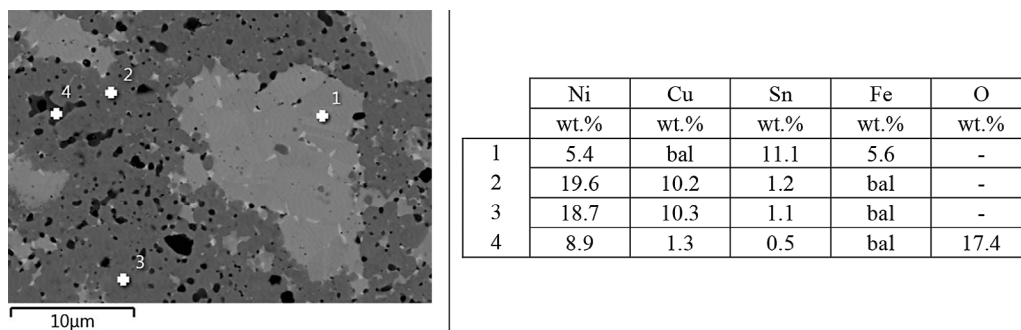 4
2
1
3
10µm
Ni Cu Sn Fe O
wt.% wt.% wt.% wt.% wt.%
1 5.4 bal 11.1 5.6 -
2 19.6 10.2 1.2 bal -
3 18.7 10.3 1.1 bal -
4 8.9 1.3 0.5 bal 17.4